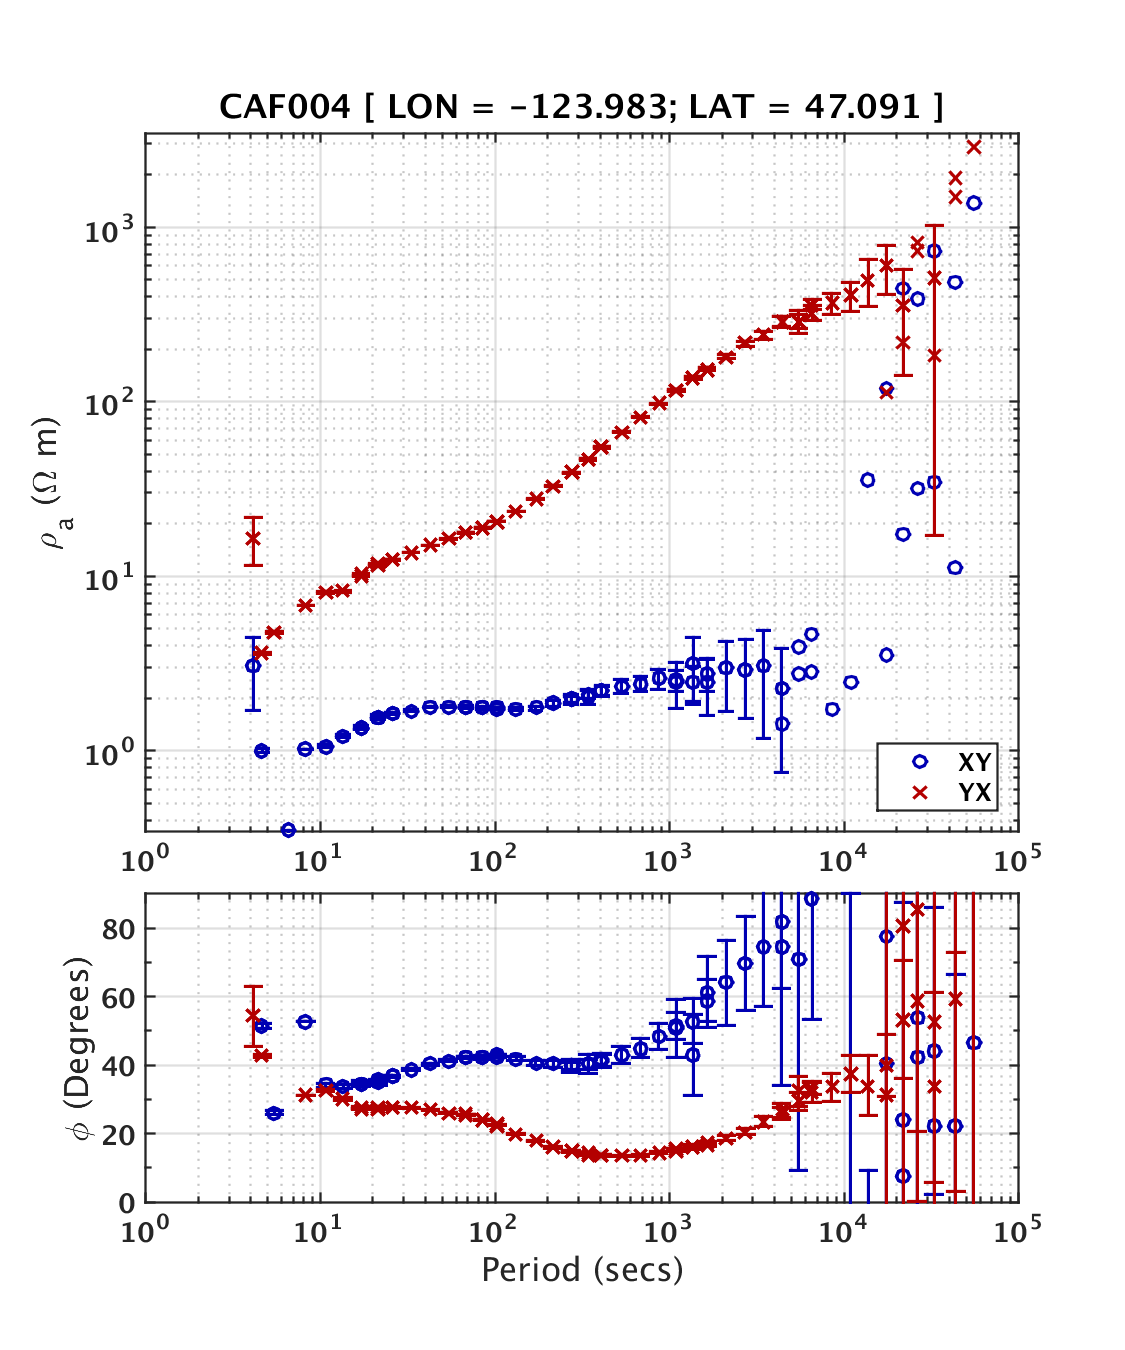 CAF004 [ LON = -123.983; LAT = 47.091 ]
ρa (Ω m)
10^3
10^2
10^1
10^0
XY
YX
10^0 10^1 10^2 10^3 10^4 10^5
ϕ (Degrees)
80
60
40
20
0
10^0 10^1 10^2 10^3 10^4 10^5
Period (secs)